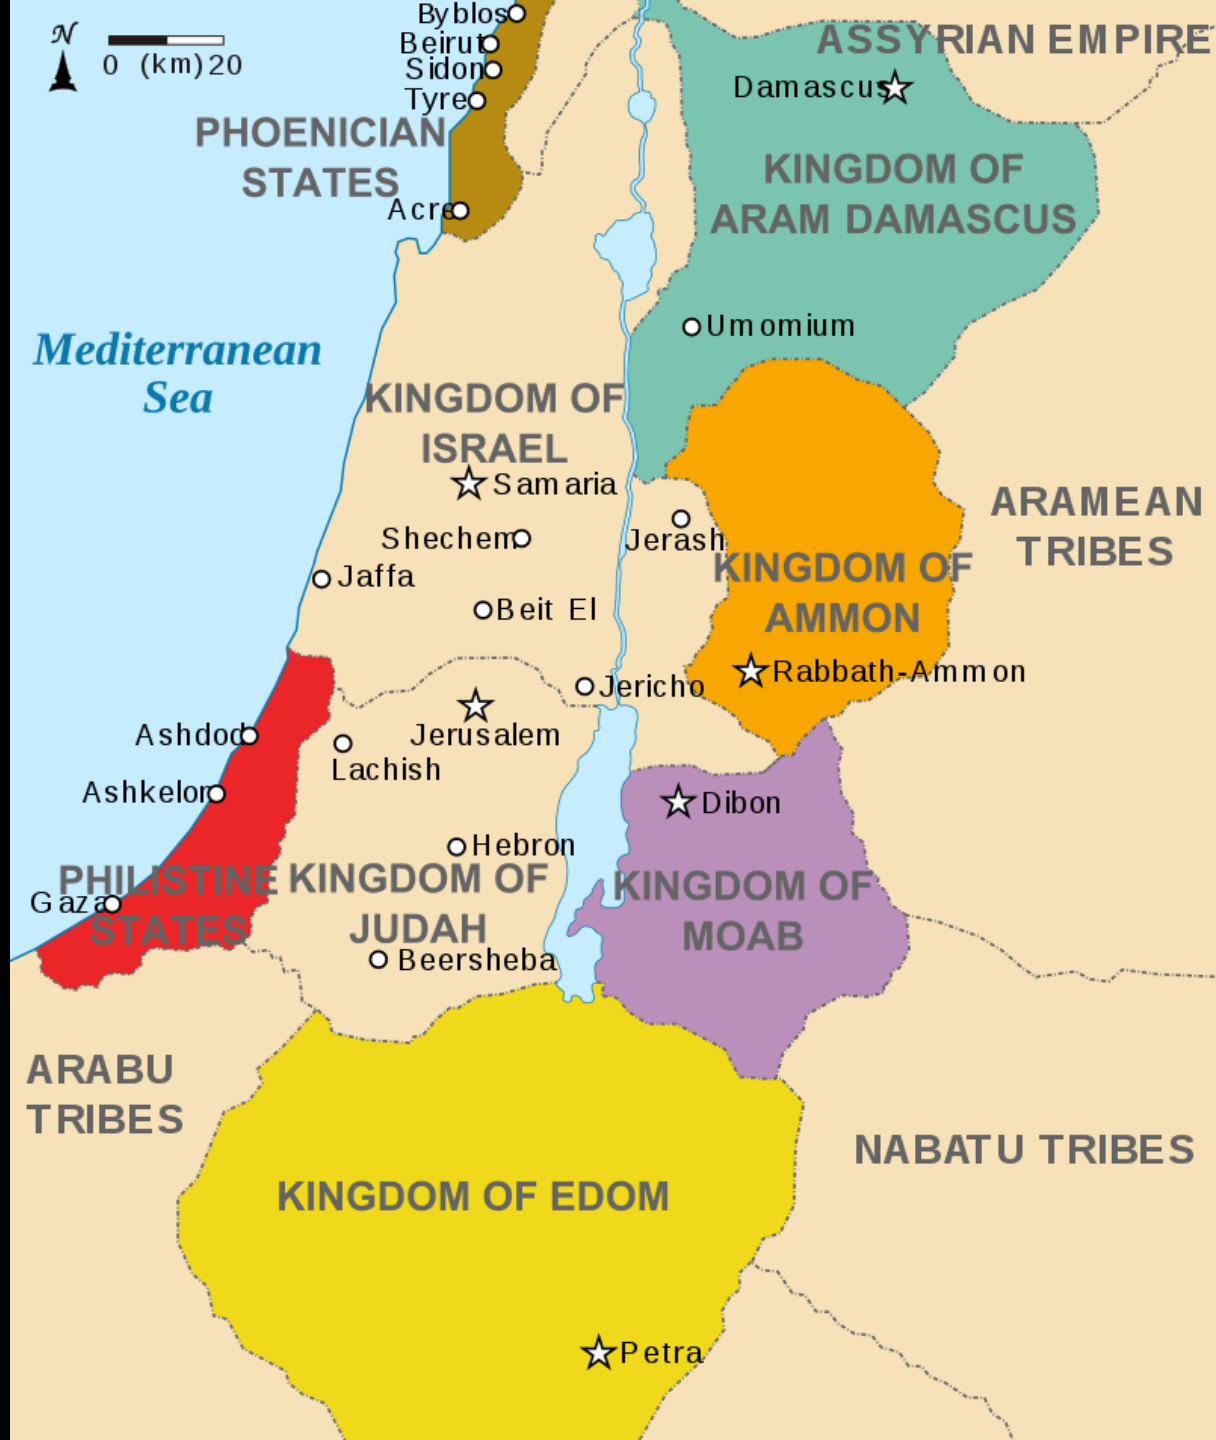 N
0 (km) 20
Byblos
Beirut
Sidon
Tyre
PHOENICIAN
STATES
Acre
ASSYRIAN EMPIRE
Damascus
KINGDOM OF
ARAM DAMASCUS
Umomium
Mediterranean
Sea
KINGDOM OF
ISRAEL
Samaria
Shechem
Jerash
Jaffa
Beit El
ARAMEAN
TRIBES
KINGDOM OF
AMMON
Rabbath-Ammon
Jericho
Jerusalem
Ashdod
Lachish
Ashkelon
Dibon
Hebron
PHILISTINE
STATES
Gaza
KINGDOM OF
JUDAH
KINGDOM OF
MOAB
Beersheba
ARABU
TRIBES
NABATU TRIBES
KINGDOM OF EDOM
Petra